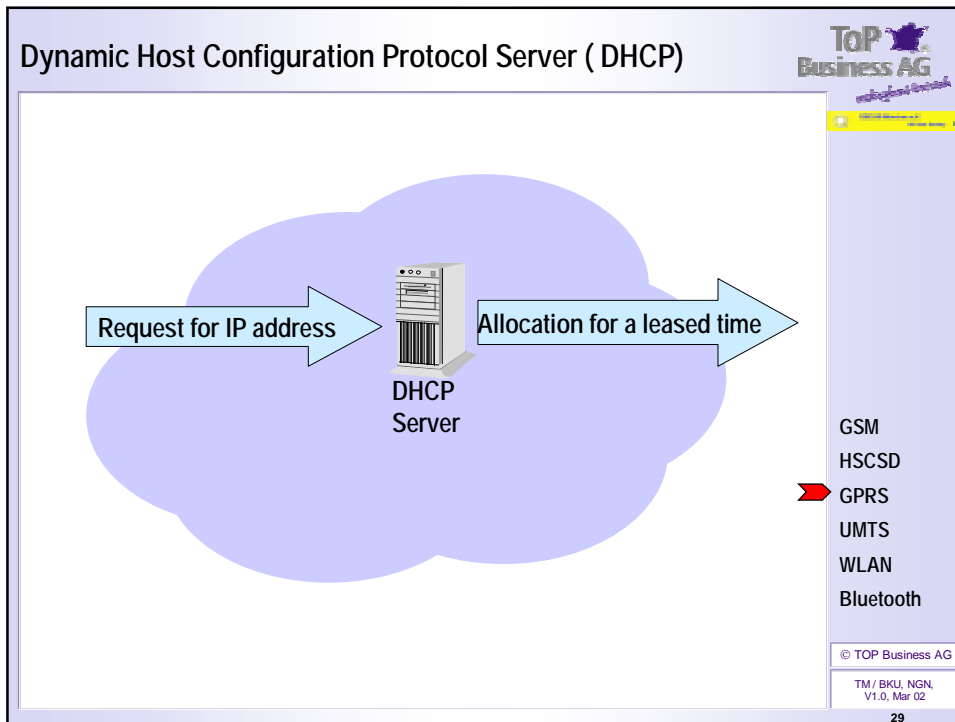 Dynamic Host Configuration Protocol Server ( DHCP)
ToP
Business AG
Request for IP address
Allocation for a leased time
DHCP
Server
GSM
HSCSD
GPRS
UMTS
WLAN
Bluetooth
© TOP Business AG
TM / BKU, NGN,
V1.0, Mar 02
29